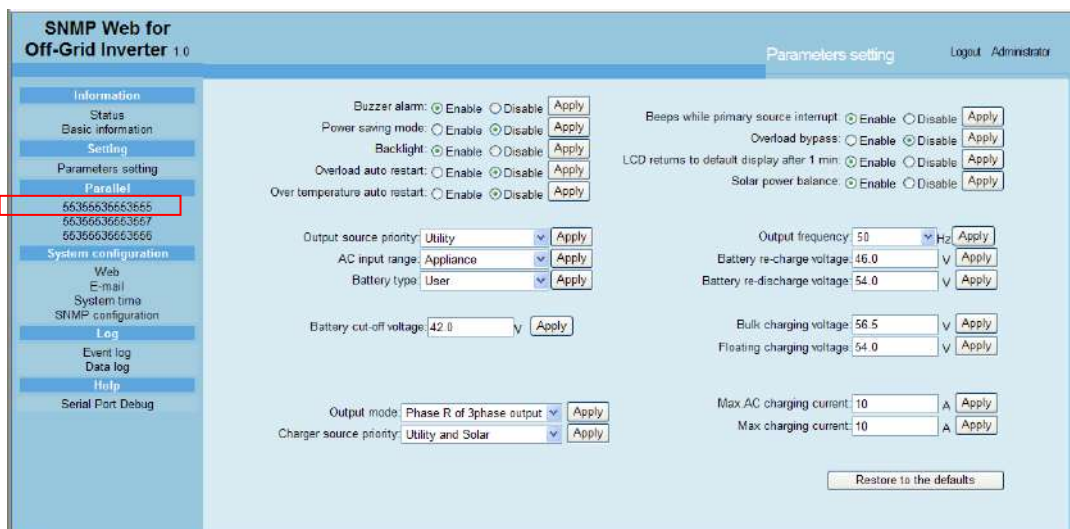 SNMP Web for
Off-Grid Inverter 1.0
Parameters setting
Logout Administrator
Information
Status
Basic information
Setting
Parameters setting
Parallel
55355535553555
55355535553557
55355535553556
System configuration
Web
E-mail
System time
SNMP configuration
Log
Event log
Data log
Help
Serial Port Debug
Buzzer alarm: Enable Disable Apply
Power saving mode: Enable Disable Apply
Backlight: Enable Disable Apply
Overload auto restart: Enable Disable Apply
Over temperature auto restart: Enable Disable Apply
Beeps while primary source interrupt: Enable Disable Apply
Overload bypass: Enable Disable Apply
LCD returns to default display after 1 min: Enable Disable Apply
Solar power balance: Enable Disable Apply
Output source priority: Utility Apply
AC input range: Appliance Apply
Battery type: User Apply
Output frequency: 50 Hz Apply
Battery re-charge voltage: 46.0 V Apply
Battery re-discharge voltage: 54.0 V Apply
Battery cut-off voltage: 42.0 V Apply
Bulk charging voltage: 56.5 V Apply
Floating charging voltage: 54.0 V Apply
Output mode: Phase R of 3phase output Apply
Charger source priority: Utility and Solar Apply
Max.AC charging current: 10 A Apply
Max charging current: 10 A Apply
Restore to the defaults